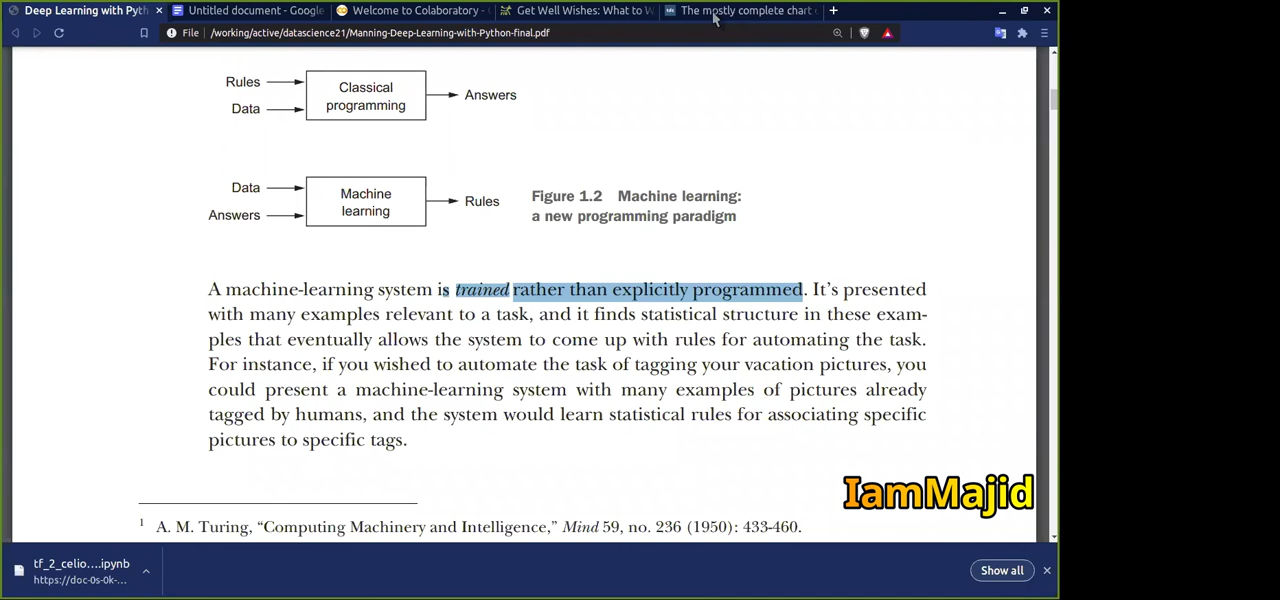 Deep Learning with Pyth
Untitled document - Google
Welcome to Colaboratory -
Get Well Wishes: What to W
The mostly complete chart
File | /working/active/datascience21/Manning-Deep-Learning-with-Python-final.pdf
Rules
Data
Classical
programming
Answers
Data
Answers
Machine
learning
Rules
Figure 1.2 Machine learning:
a new programming paradigm
A machine-learning system is trained rather than explicitly programmed. It's presented
with many examples relevant to a task, and it finds statistical structure in these exam-
ples that eventually allows the system to come up with rules for automating the task.
For instance, if you wished to automate the task of tagging your vacation pictures, you
could present a machine-learning system with many examples of pictures already
tagged by humans, and the system would learn statistical rules for associating specific
pictures to specific tags.
IamMajid
1 A. M. Turing, "Computing Machinery and Intelligence," Mind 59, no. 236 (1950): 433-460.
tf_2_celio....ipynb
https://doc-0s-0k-...
Show all